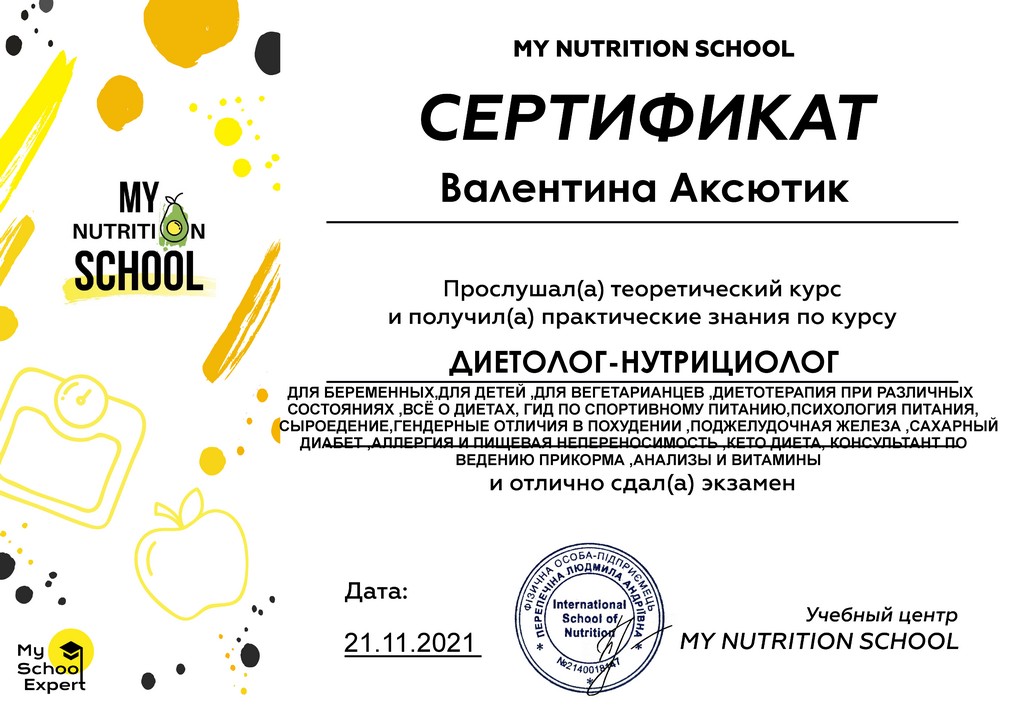 MY NUTRITION SCHOOL
СЕРТИФИКАТ
Валентина Аксютик
MY
NUTRITION
SCHOOL
Прослушал(а) теоретический курс
и получил(а) практические знания по курсу
ДИЕТОЛОГ-НУТРИЦИОЛОГ
ДЛЯ БЕРЕМЕННЫХ,ДЛЯ ДЕТЕЙ ,ДЛЯ ВЕГЕТАРИАНЦЕВ ,ДИЕТОТЕРАПИЯ ПРИ РАЗЛИЧНЫХ
СОСТОЯНИЯХ ,ВСЁ О ДИЕТАХ, ГИД ПО СПОРТИВНОМУ ПИТАНИЮ,ПСИХОЛОГИЯ ПИТАНИЯ,
СЫРОЕДЕНИЕ,ГЕНДЕРНЫЕ ОТЛИЧИЯ В ПОХУДЕНИИ ,ПОДЖЕЛУДОЧНАЯ ЖЕЛЕЗА ,САХАРНЫЙ
ДИАБЕТ ,АЛЛЕРГИЯ И ПИЩЕВАЯ НЕПЕРЕНОСИМОСТЬ ,КЕТО ДИЕТА, КОНСУЛЬТАНТ ПО
ВЕДЕНИЮ ПРИКОРМА ,АНАЛИЗЫ И ВИТАМИНЫ
и отлично сдал(а) экзамен
Дата:
21.11.2021
ФІЗИЧНА ОСОБА-ПІДПРИЄМЕЦЬ
ПЕРЕПЕЧІНА ЛЮДМИЛА АНДРІЇВНА
International
School of
Nutrition
Учебный центр
MY NUTRITION SCHOOL
My
School
Expert